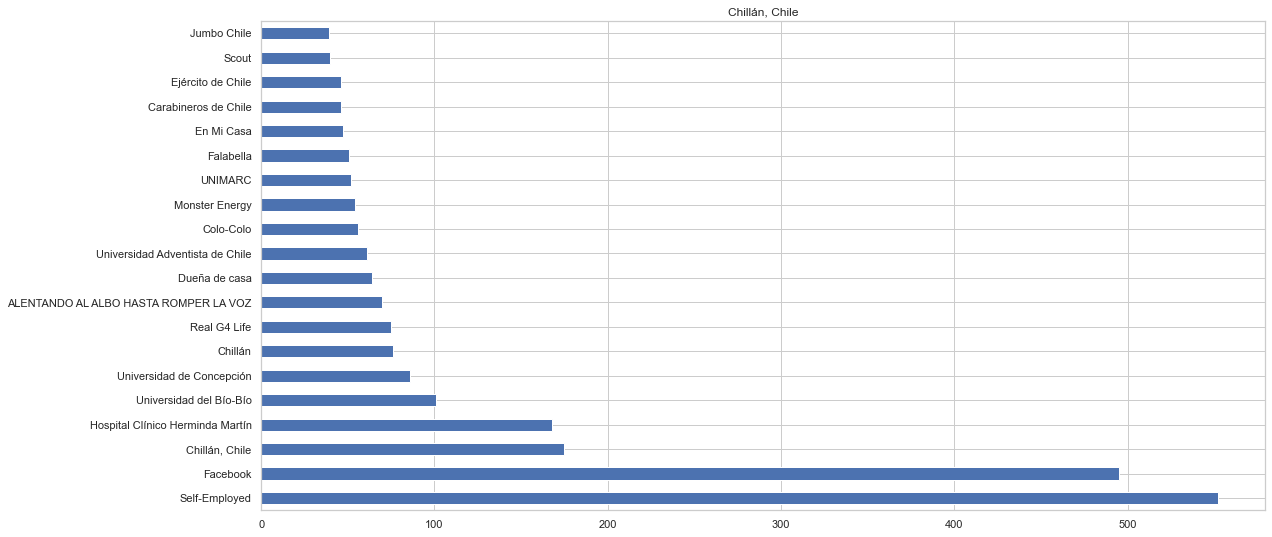 Chillán, Chile
Jumbo Chile
Scout
Ejército de Chile
Carabineros de Chile
En Mi Casa
Falabella
UNIMARC
Monster Energy
Colo-Colo
Universidad Adventista de Chile
Dueña de casa
ALENTANDO AL ALBO HASTA ROMPER LA VOZ
Real G4 Life
Chillán
Universidad de Concepción
Universidad del Bío-Bío
Hospital Clínico Herminda Martín
Chillán, Chile
Facebook
Self-Employed
0 100 200 300 400 500